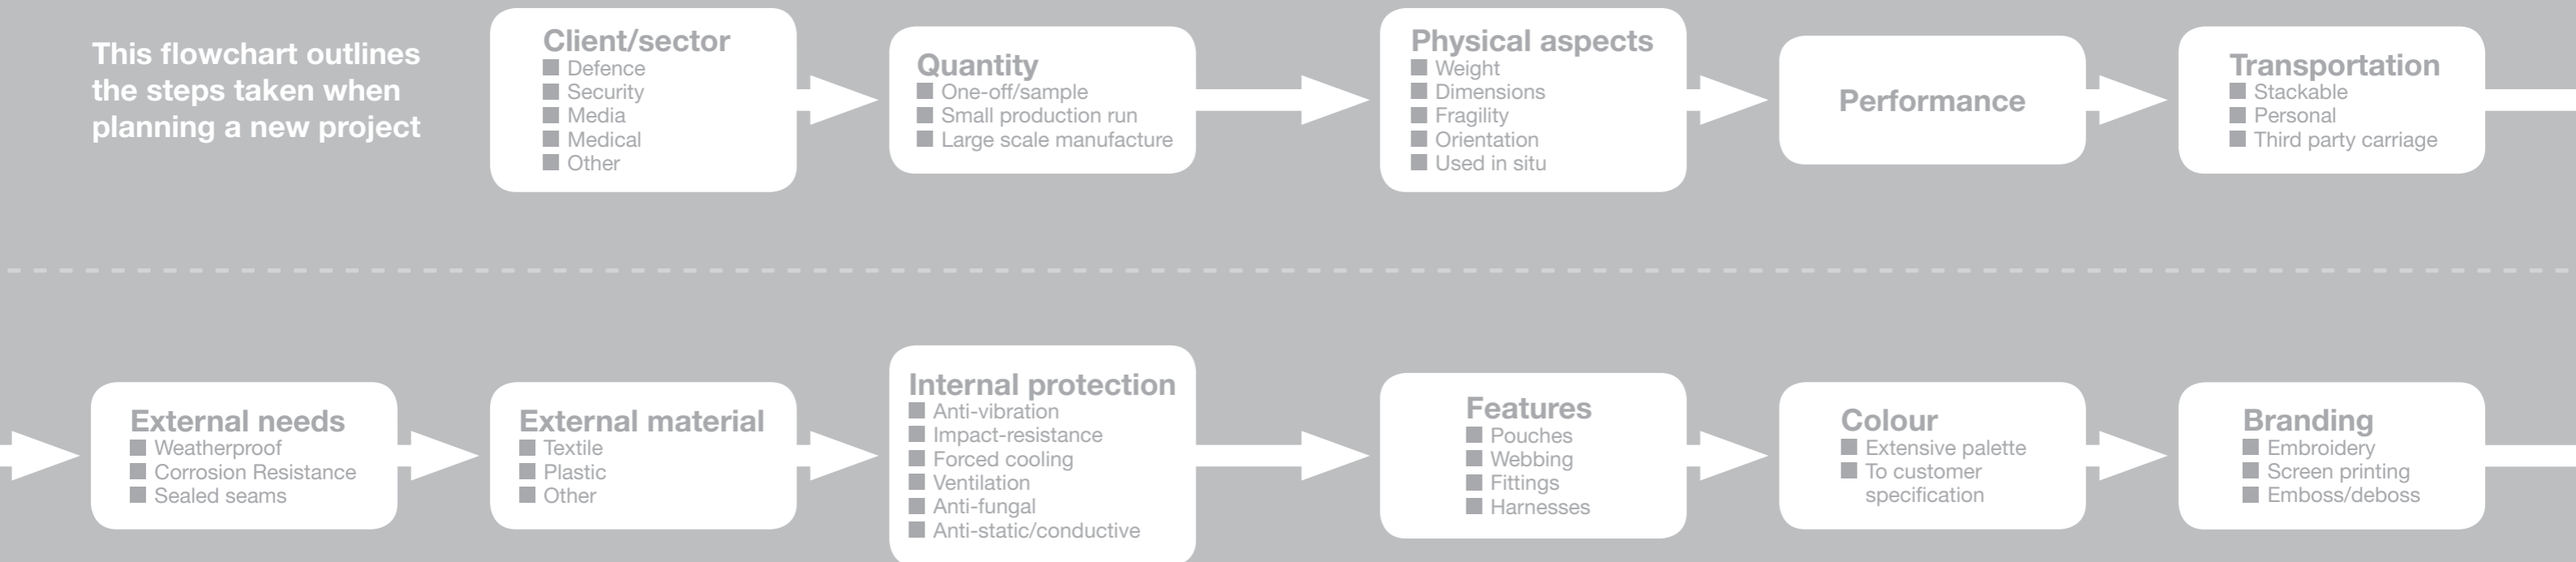 This flowchart outlines
the steps taken when
planning a new project
Client/sector
Defence
Security
Media
Medical
Other
Quantity
One-off/sample
Small production run
Large scale manufacture
Physical aspects
Weight
Dimensions
Fragility
Orientation
Used in situ
Performance
Transportation
Stackable
Personal
Third party carriage
External needs
Weatherproof
Corrosion Resistance
Sealed seams
External material
Textile
Plastic
Other
Internal protection
Anti-vibration
Impact-resistance
Forced cooling
Ventilation
Anti-fungal
Anti-static/conductive
Features
Pouches
Webbing
Fittings
Harnesses
Colour
Extensive palette
To customer
specification
Branding
Embroidery
Screen printing
Emboss/deboss